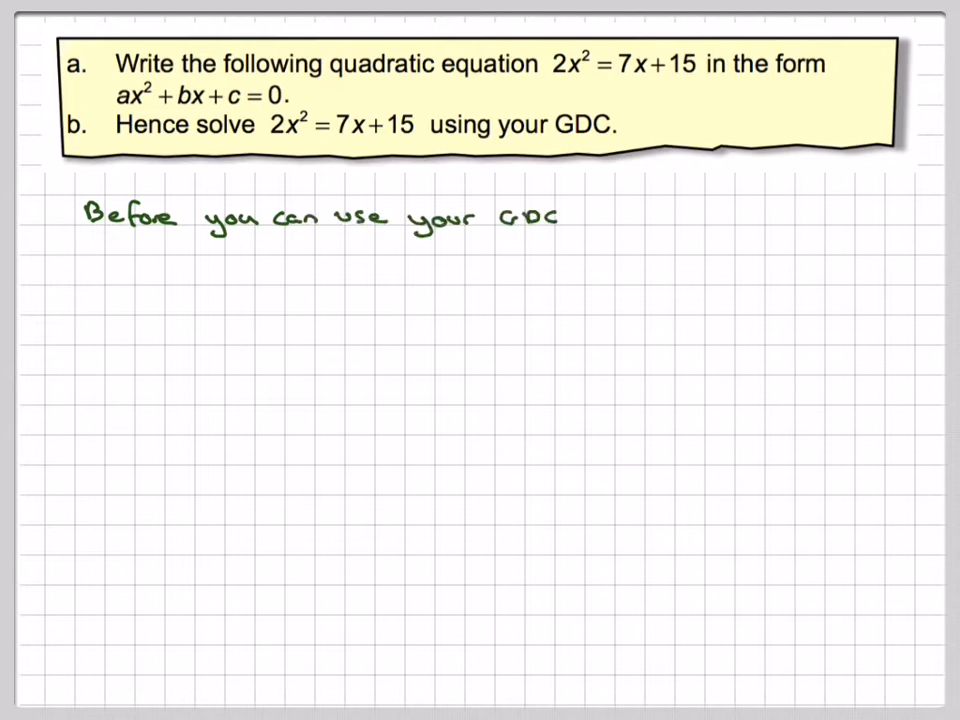 a. Write the following quadratic equation 2x² = 7x + 15 in the form
ax² + bx + c = 0.
b. Hence solve 2x² = 7x + 15 using your GDC.
Before you can use your GDC